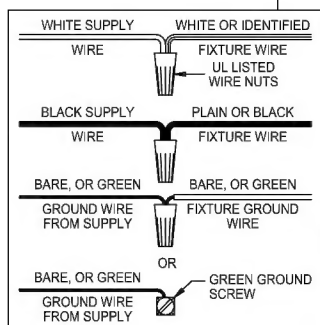 WHITE SUPPLY
WIRE
WHITE OR IDENTIFIED
FIXTURE WIRE
UL LISTED
WIRE NUTS
BLACK SUPPLY
WIRE
PLAIN OR BLACK
FIXTURE WIRE
BARE, OR GREEN
GROUND WIRE
FROM SUPPLY
BARE, OR GREEN
FIXTURE GROUND
WIRE
OR
BARE, OR GREEN
GROUND WIRE
FROM SUPPLY
GREEN GROUND
SCREW